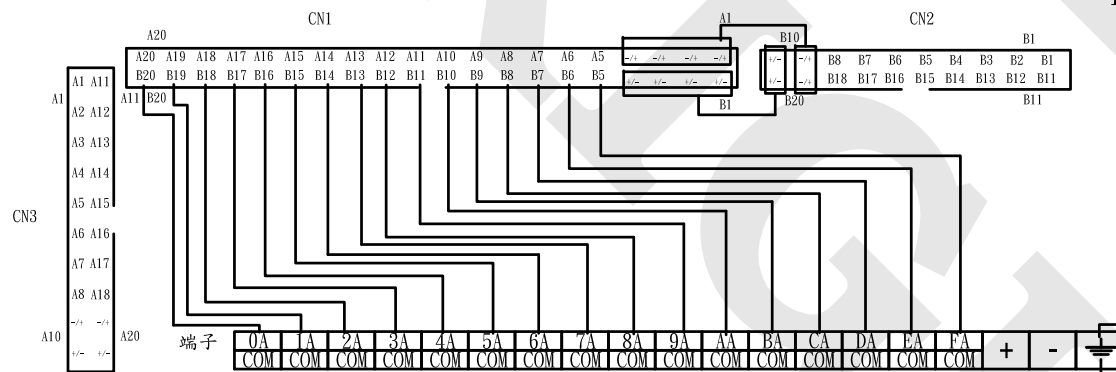 CN1
CN2
A20
A1
B10
B1
A20 A19 A18 A17 A16 A15 A14 A13 A12 A11 A10 A9 A8 A7 A6 A5 -/+ -/+ -/+ -/+
B20 B19 B18 B17 B16 B15 B14 B13 B12 B11 B10 B9 B8 B7 B6 B5 +/- +/- +/- +/-
+/- -/+ B8 B7 B6 B5 B4 B3 B2 B1
+/- -/+ B18 B17 B16 B15 B14 B13 B12 B11
A11 B20
B1
B20
B11
CN3
A1
A1 A11
A2 A12
A3 A13
A4 A14
A5 A15
A6 A16
A7 A17
A8 A18
-/+ -/+
A10
A20
+/- +/-
端子
0A 1A 2A 3A 4A 5A 6A 7A 8A 9A AA BA CA DA EA FA + -
COM COM COM COM COM COM COM COM COM COM COM COM COM COM COM COM